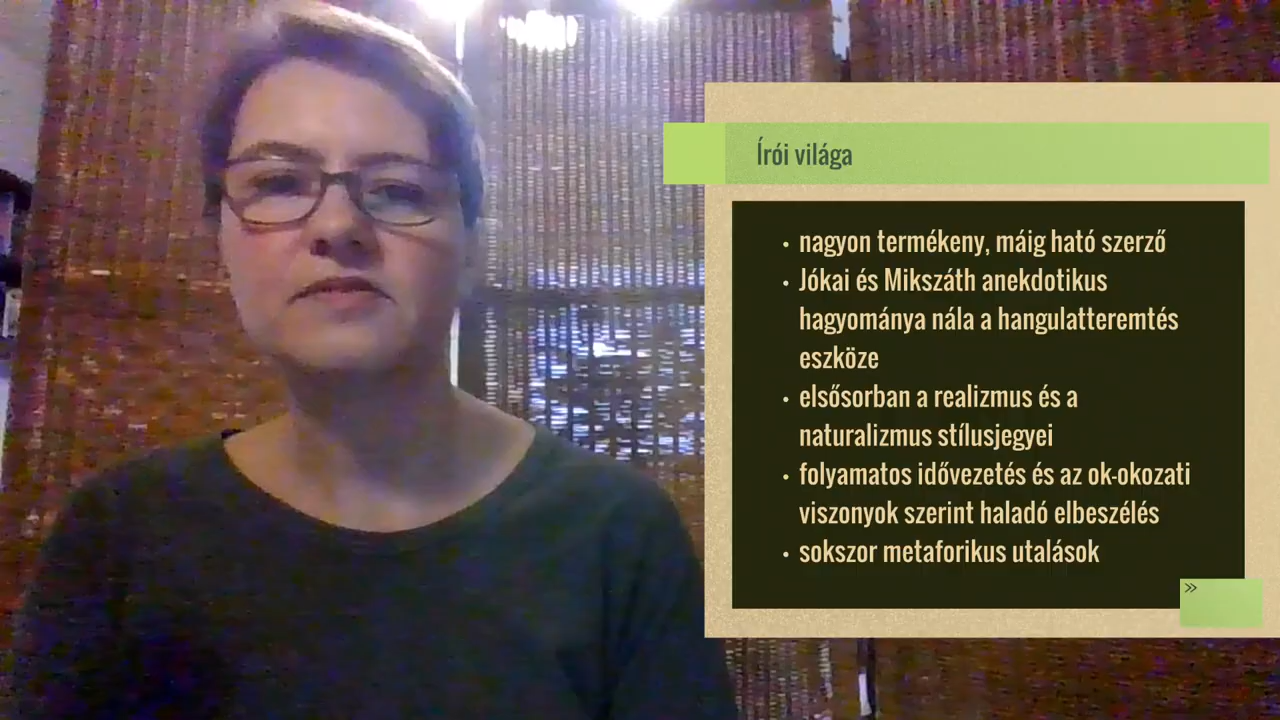 Írói világa
• nagyon termékeny, máig ható szerző
• Jókai és Mikszáth anekdotikus
hagyománya nála a hangulatteremtés
eszköze
• elsősorban a realizmus és a
naturalizmus stílusjegyei
• folyamatos idővezetés és az ok-okozati
viszonyok szerint haladó elbeszélés
• sokszor metaforikus utalások
»